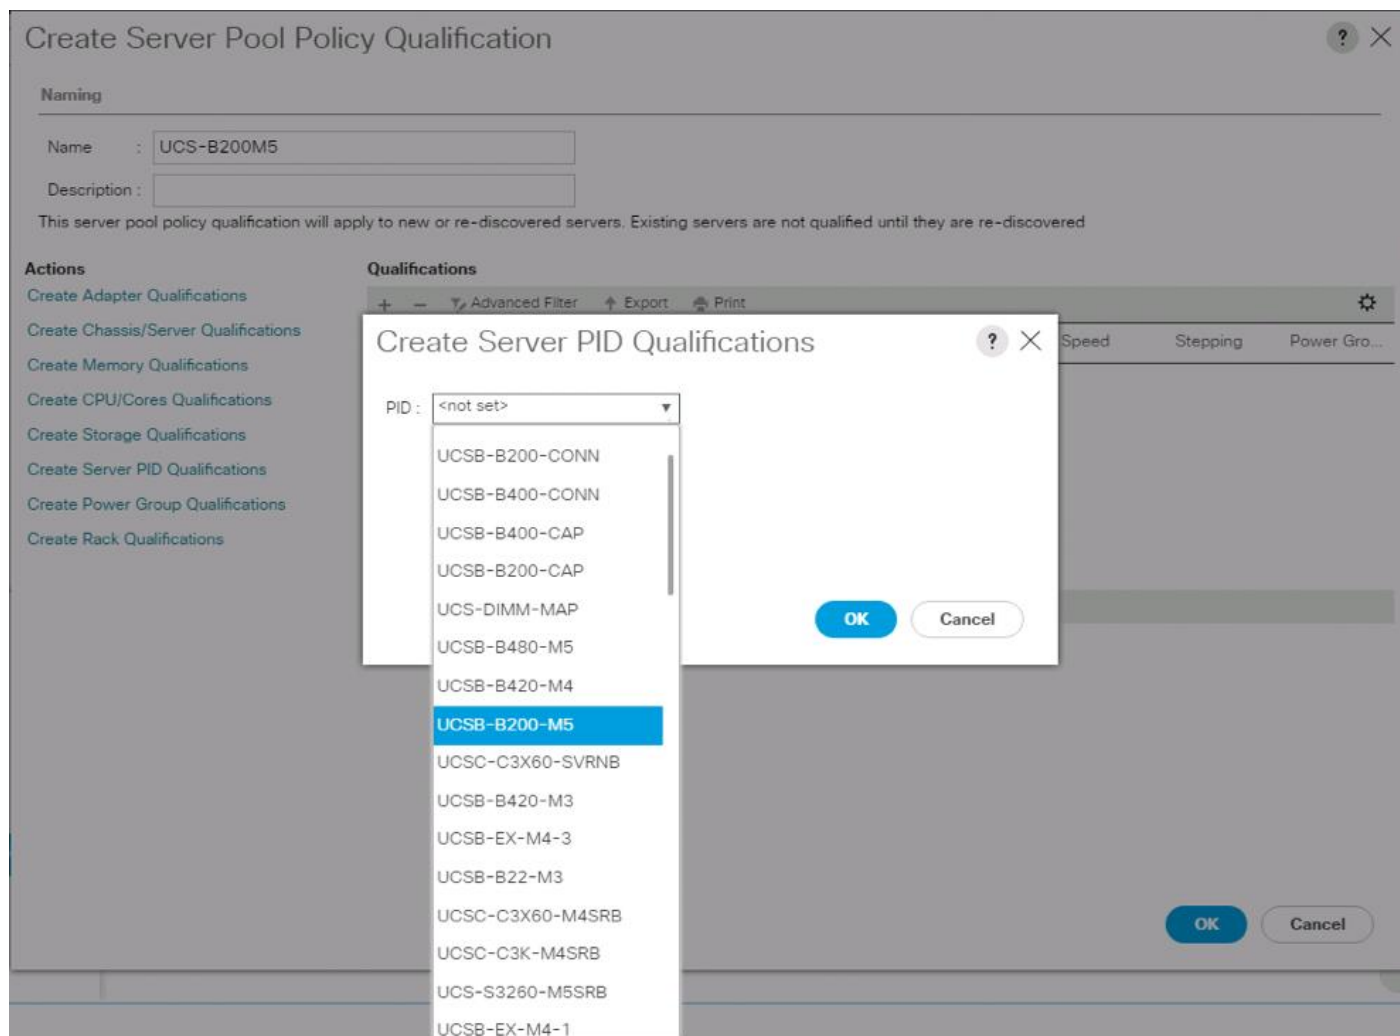 Create Server Pool Policy Qualification
?
Naming
Name : UCS-B200M5
Description :
This server pool policy qualification will apply to new or re-discovered servers. Existing servers are not qualified until they are re-discovered
Actions
Create Adapter Qualifications
Create Chassis/Server Qualifications
Create Memory Qualifications
Create CPU/Cores Qualifications
Create Storage Qualifications
Create Server PID Qualifications
Create Power Group Qualifications
Create Rack Qualifications
Qualifications
+ − Advanced Filter Export Print
Speed Stepping Power Gro...
Create Server PID Qualifications
?
PID : <not set>
UCSB-B200-CONN
UCSB-B400-CONN
UCSB-B400-CAP
UCSB-B200-CAP
UCS-DIMM-MAP
UCSB-B480-M5
UCSB-B420-M4
UCSB-B200-M5
UCSC-C3X60-SVRNB
UCSB-B420-M3
UCSB-EX-M4-3
UCSB-B22-M3
UCSC-C3X60-M4SRB
UCSC-C3K-M4SRB
UCS-S3260-M5SRB
UCSB-EX-M4-1
OK Cancel
OK Cancel